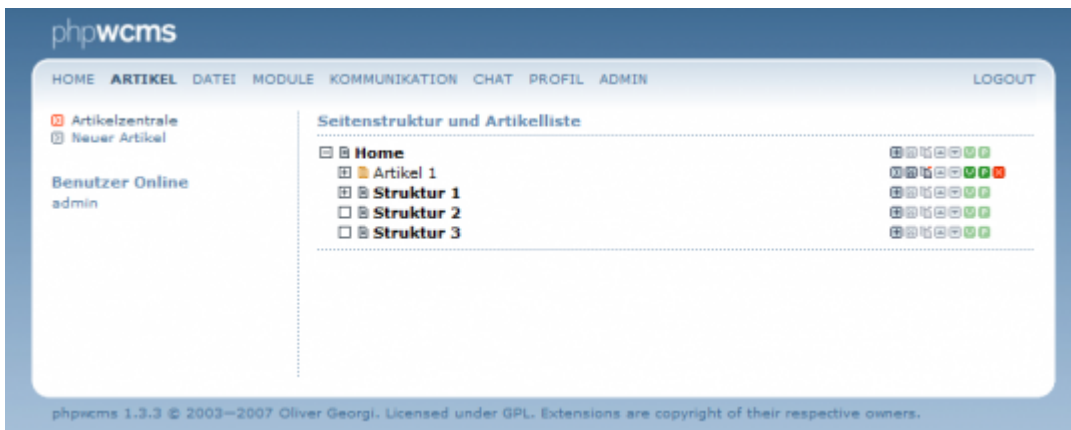 phpwcms
HOME ARTIKEL DATEI MODULE KOMMUNIKATION CHAT PROFIL ADMIN LOGOUT
Artikelzentrale
Neuer Artikel
Benutzer Online
admin
Seitenstruktur und Artikelliste
Home
Artikel 1
Struktur 1
Struktur 2
Struktur 3
phpwcms 1.3.3 © 2003—2007 Oliver Georgi. Licensed under GPL. Extensions are copyright of their respective owners.